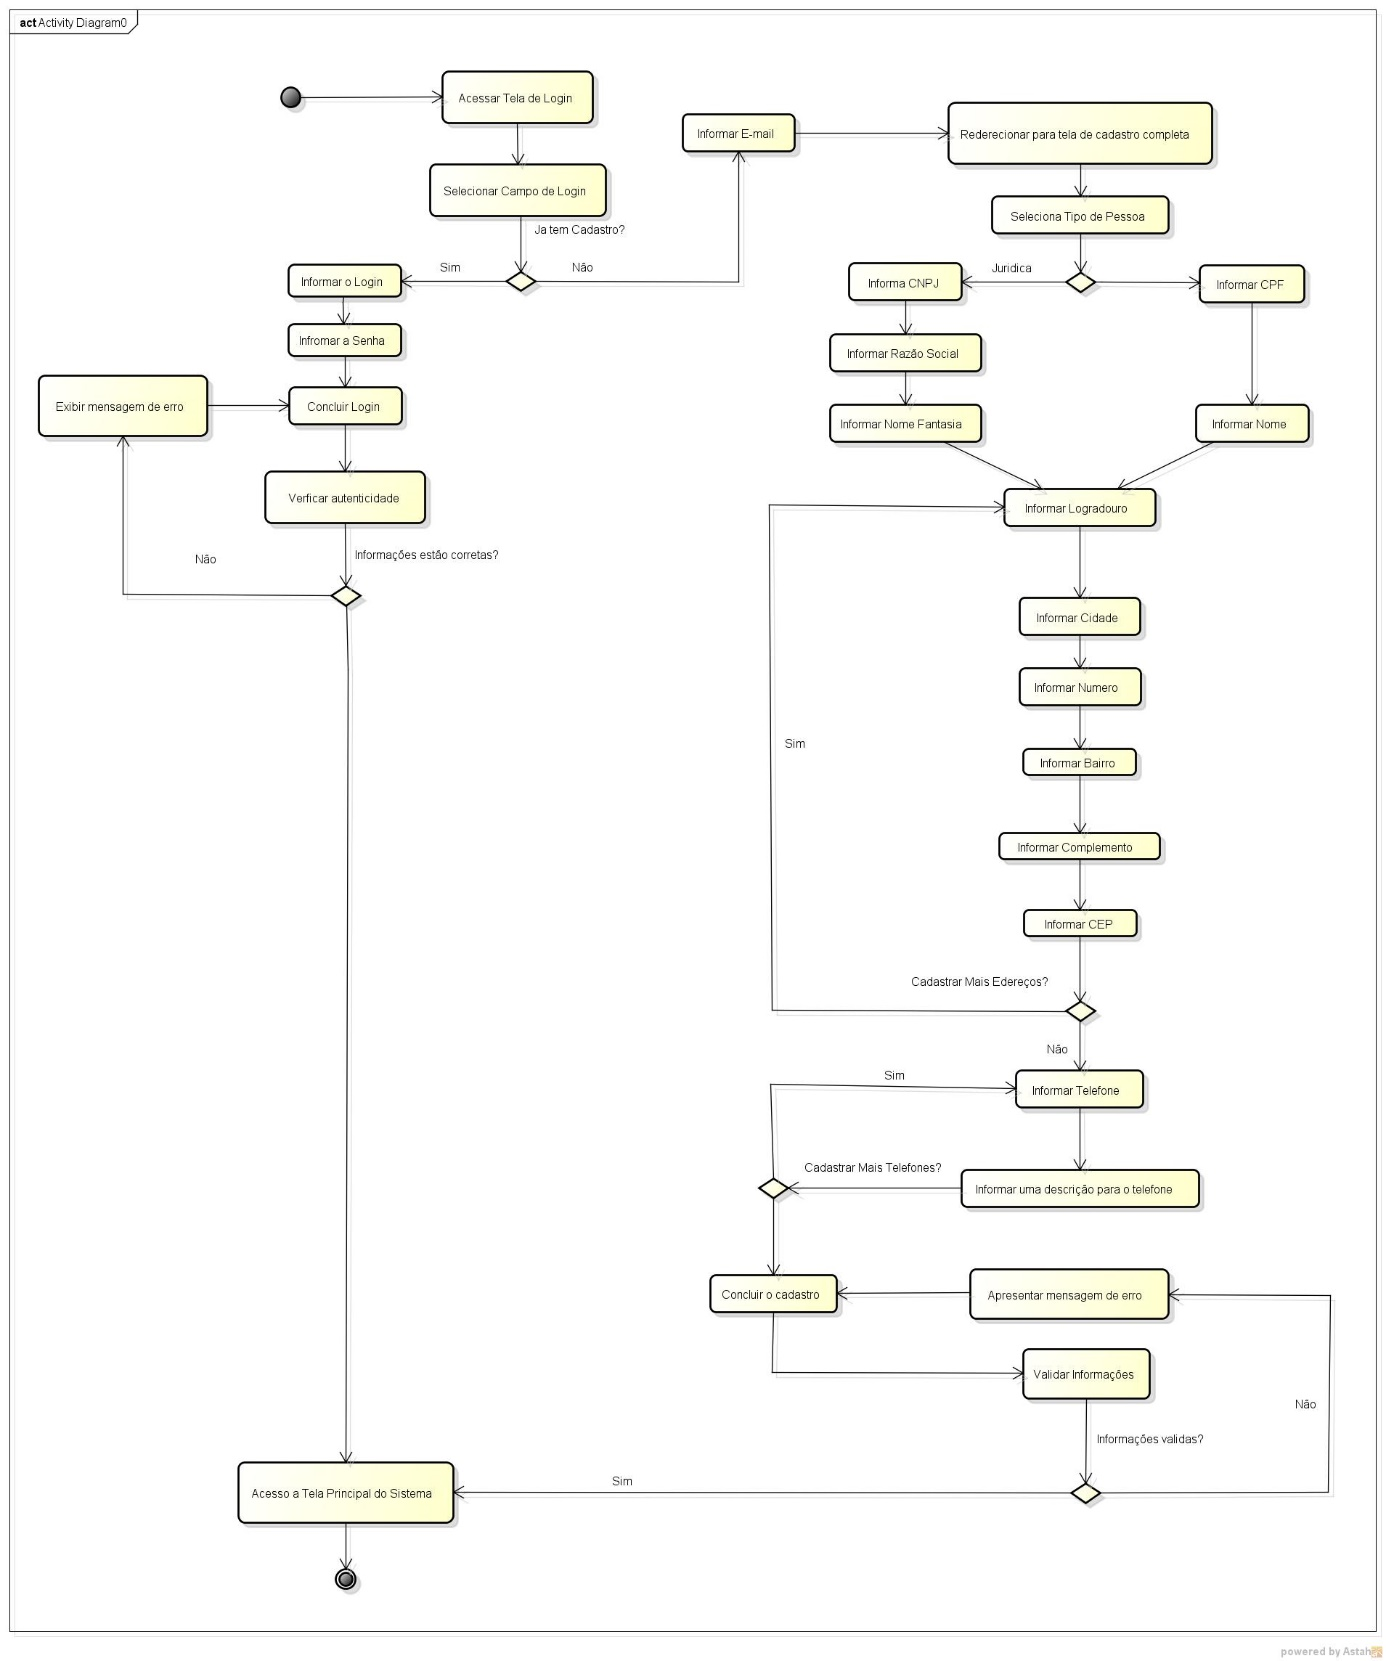 act Activity Diagram0
Acessar Tela de Login
Selecionar Campo de Login
Ja tem Cadastro?
Sim
Não
Informar o Login
Infromar a Senha
Concluir Login
Exibir mensagem de erro
Verficar autenticidade
Informações estão corretas?
Não
Informar E-mail
Rederecionar para tela de cadastro completa
Seleciona Tipo de Pessoa
Juridica
Informa CNPJ
Informar CPF
Informar Razão Social
Informar Nome Fantasia
Informar Nome
Informar Logradouro
Informar Cidade
Informar Numero
Sim
Informar Bairro
Informar Complemento
Informar CEP
Cadastrar Mais Edereços?
Não
Sim
Informar Telefone
Cadastrar Mais Telefones?
Informar uma descrição para o telefone
Concluir o cadastro
Apresentar mensagem de erro
Validar Informações
Não
Informações validas?
Sim
Acesso a Tela Principal do Sistema
powered by Astah